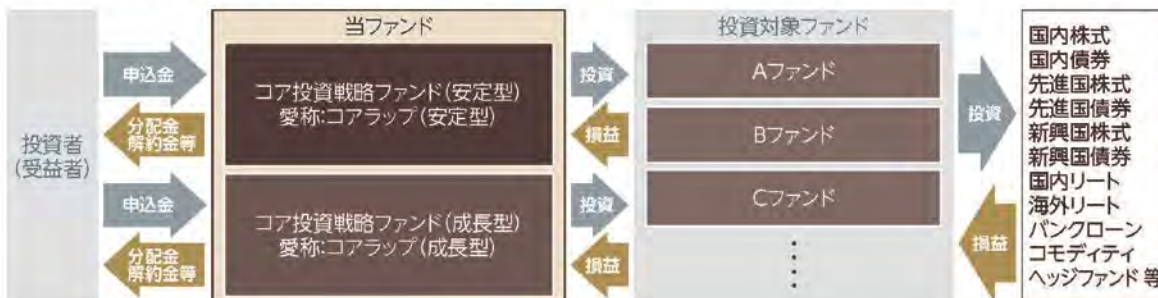 投資者
(受益者)
申込金
分配金
解約金等
申込金
分配金
解約金等
当ファンド
コア投資戦略ファンド(安定型)
愛称:コアラップ(安定型)
コア投資戦略ファンド(成長型)
愛称:コアラップ(成長型)
投資
損益
投資
損益
投資対象ファンド
Aファンド
Bファンド
Cファンド
投資
損益
国内株式
国内債券
先進国株式
先進国債券
新興国株式
新興国債券
国内リート
海外リート
バンクローン
コモディティ
ヘッジファンド 等